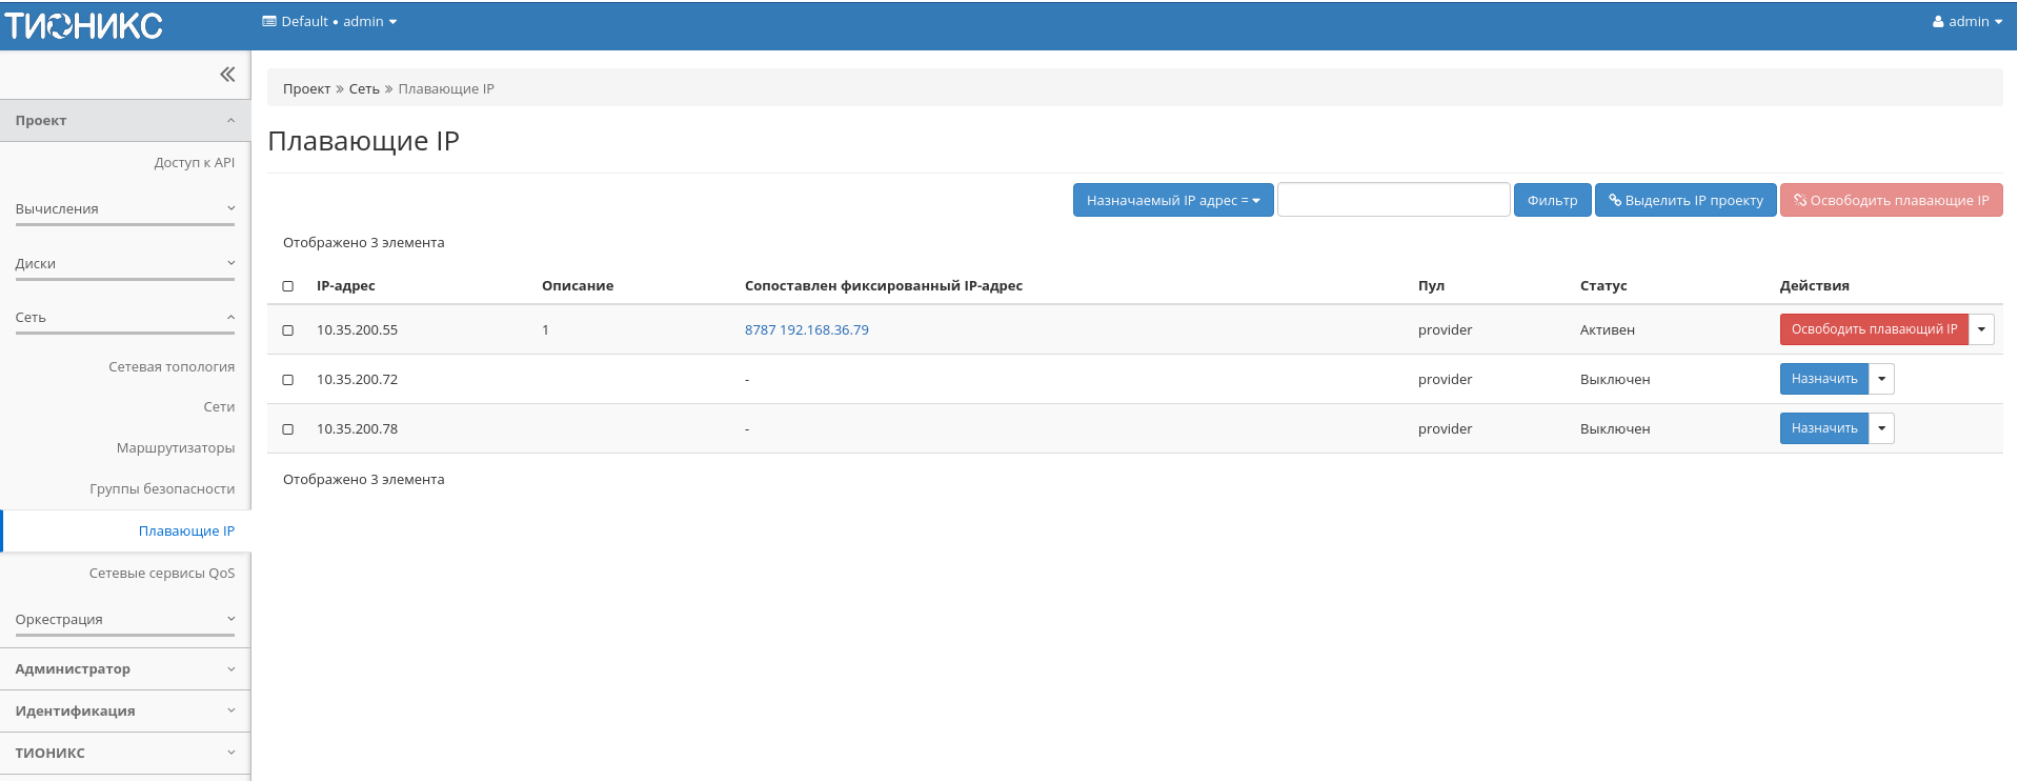 ТИОНИКС
Default • admin
admin
Проект
Доступ к API
Вычисления
Диски
Сеть
Сетевая топология
Сети
Маршрутизаторы
Группы безопасности
Плавающие IP
Сетевые сервисы QoS
Оркестрация
Администратор
Идентификация
ТИОНИКС
Проект » Сеть » Плавающие IP
Плавающие IP
Назначаемый IP адрес = Фильтр Выделить IP проекту Освободить плавающие IP
Отображено 3 элемента
IP-адрес Описание Сопоставлен фиксированный IP-адрес Пул Статус Действия
10.35.200.55 1 8787 192.168.36.79 provider Активен Освободить плавающий IP
10.35.200.72 - provider Выключен Назначить
10.35.200.78 - provider Выключен Назначить
Отображено 3 элемента